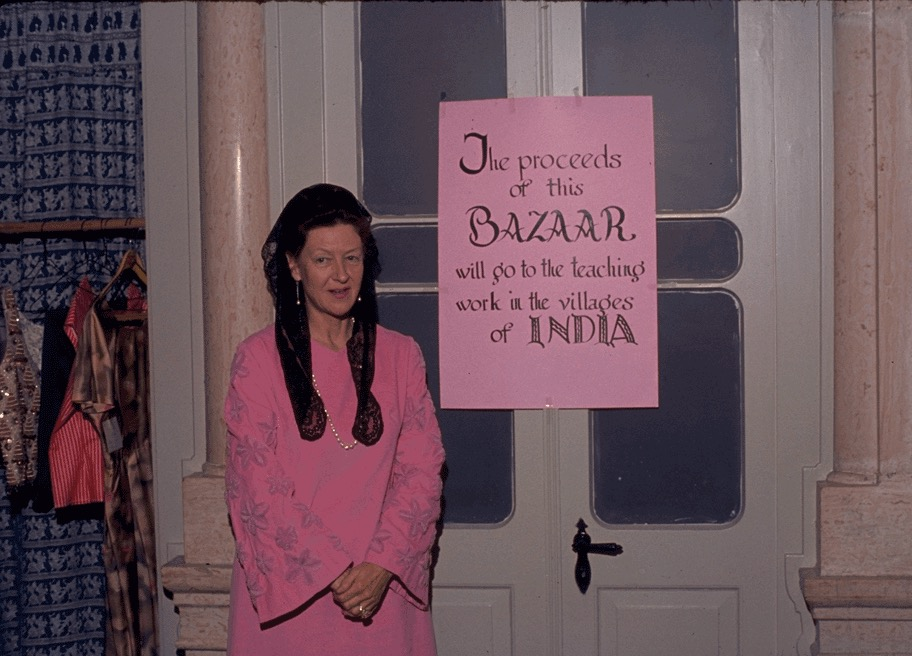 The proceeds
of this
BAZAAR
will go to the teaching
work in the villages
of INDIA